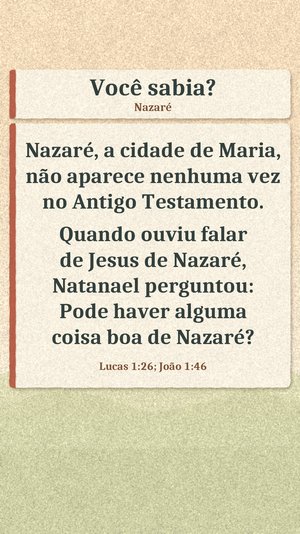 Você sabia?
Nazaré
Nazaré, a cidade de Maria,
não aparece nenhuma vez
no Antigo Testamento.
Quando ouviu falar
de Jesus de Nazaré,
Natanael perguntou:
Pode haver alguma
coisa boa de Nazaré?
Lucas 1:26; João 1:46